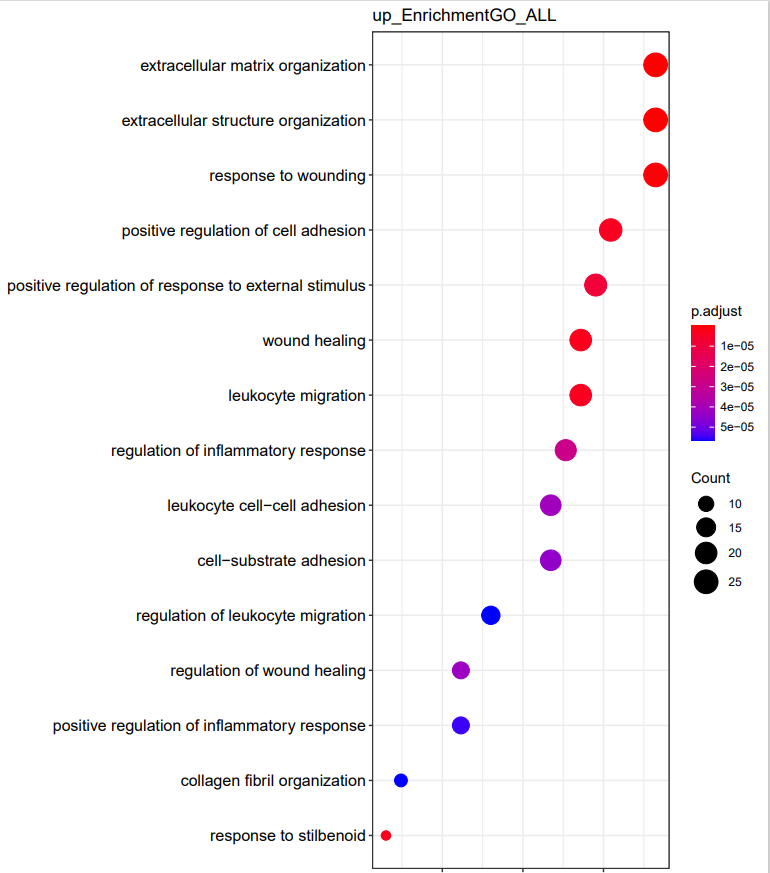 up_EnrichmentGO_ALL
extracellular matrix organization
extracellular structure organization
response to wounding
positive regulation of cell adhesion
positive regulation of response to external stimulus
wound healing
leukocyte migration
regulation of inflammatory response
leukocyte cell−cell adhesion
cell−substrate adhesion
regulation of leukocyte migration
regulation of wound healing
positive regulation of inflammatory response
collagen fibril organization
response to stilbenoid
p.adjust
1e−05
2e−05
3e−05
4e−05
5e−05
Count
10
15
20
25